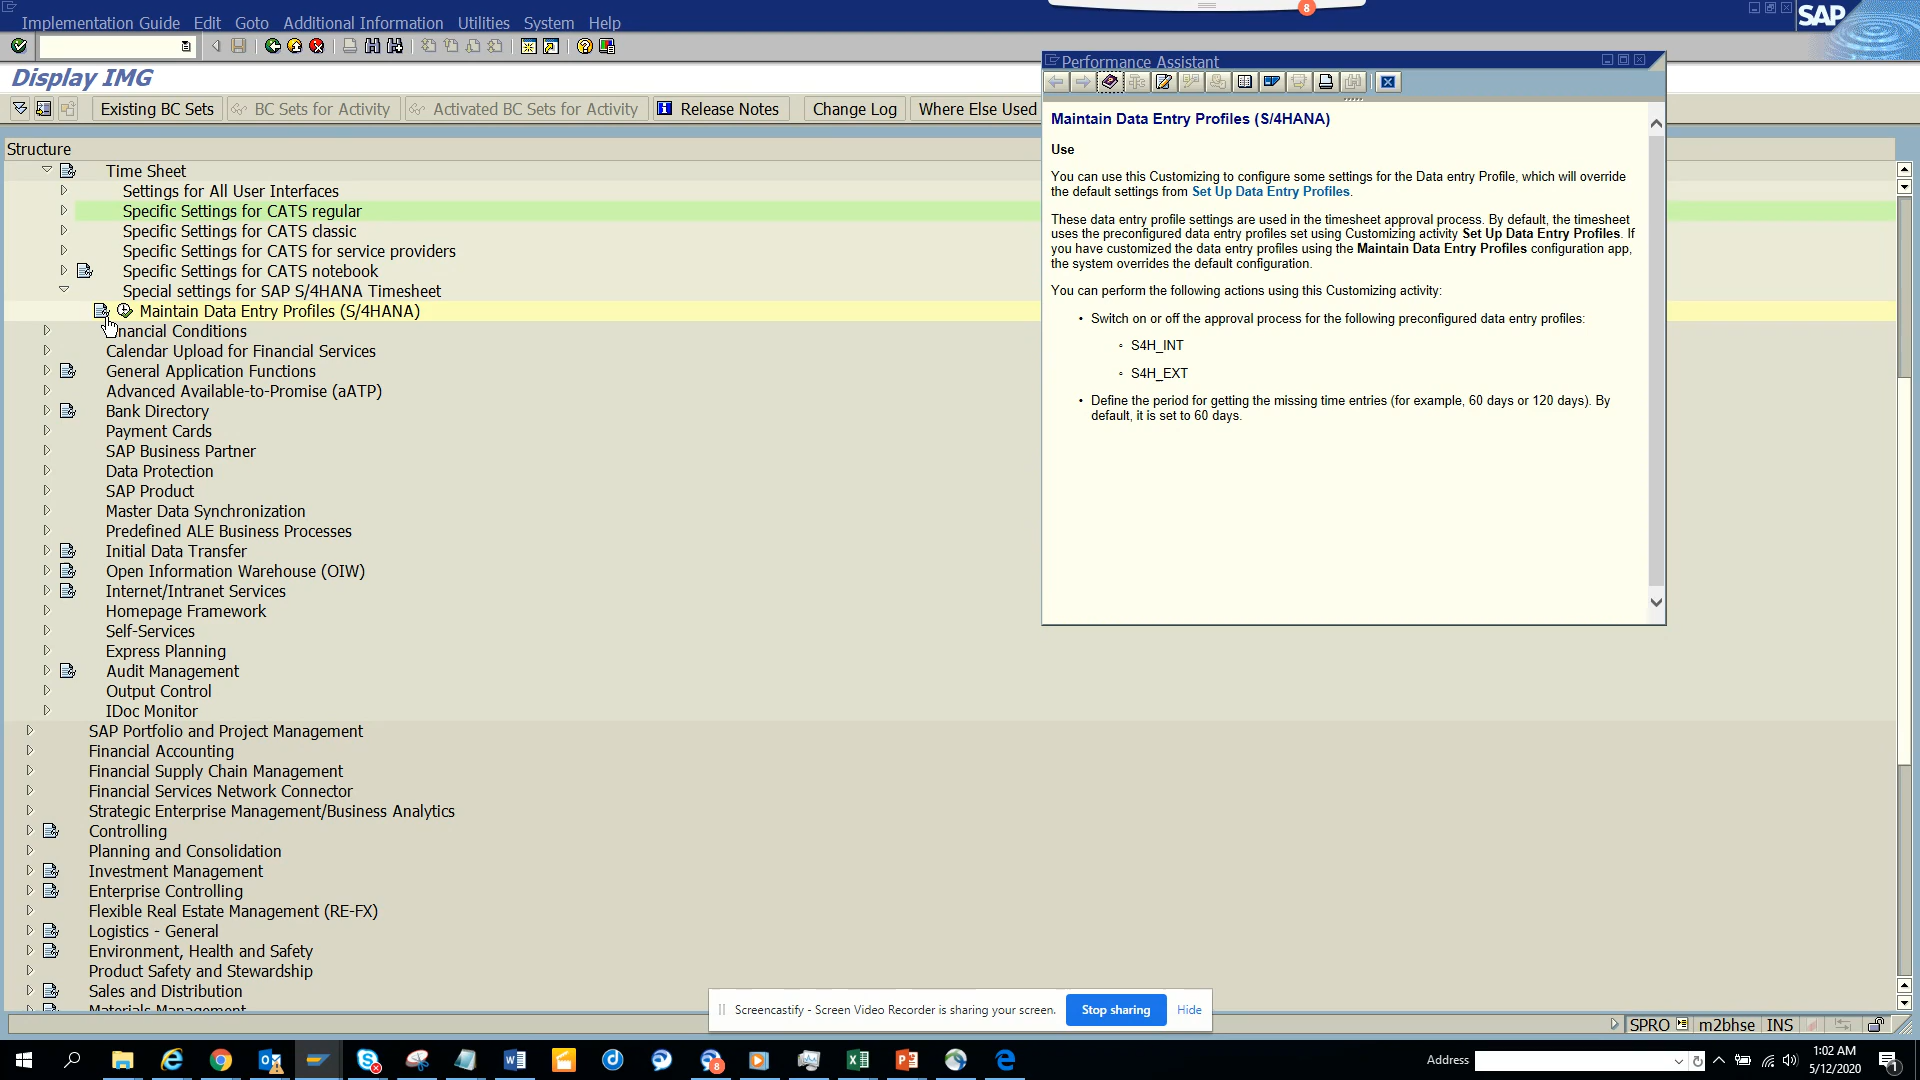 8
Implementation Guide Edit Goto Additional Information Utilities System Help
SAP
Display IMG
Existing BC Sets BC Sets for Activity Activated BC Sets for Activity Release Notes Change Log Where Else Used
Structure
Time Sheet
Settings for All User Interfaces
Specific Settings for CATS regular
Specific Settings for CATS classic
Specific Settings for CATS for service providers
Specific Settings for CATS notebook
Special settings for SAP S/4HANA Timesheet
Maintain Data Entry Profiles (S/4HANA)
Financial Conditions
Calendar Upload for Financial Services
General Application Functions
Advanced Available-to-Promise (aATP)
Bank Directory
Payment Cards
SAP Business Partner
Data Protection
SAP Product
Master Data Synchronization
Predefined ALE Business Processes
Initial Data Transfer
Open Information Warehouse (OIW)
Internet/Intranet Services
Homepage Framework
Self-Services
Express Planning
Audit Management
Output Control
IDoc Monitor
SAP Portfolio and Project Management
Financial Accounting
Financial Supply Chain Management
Financial Services Network Connector
Strategic Enterprise Management/Business Analytics
Controlling
Planning and Consolidation
Investment Management
Enterprise Controlling
Flexible Real Estate Management (RE-FX)
Logistics - General
Environment, Health and Safety
Product Safety and Stewardship
Sales and Distribution
Materials Management
Performance Assistant
Maintain Data Entry Profiles (S/4HANA)
Use
You can use this Customizing to configure some settings for the Data entry Profile, which will override
the default settings from Set Up Data Entry Profiles.
These data entry profile settings are used in the timesheet approval process. By default, the timesheet
uses the preconfigured data entry profiles set using Customizing activity Set Up Data Entry Profiles. If
you have customized the data entry profiles using the Maintain Data Entry Profiles configuration app,
the system overrides the default configuration.
You can perform the following actions using this Customizing activity:
• Switch on or off the approval process for the following preconfigured data entry profiles:
◦ S4H_INT
◦ S4H_EXT
• Define the period for getting the missing time entries (for example, 60 days or 120 days). By
default, it is set to 60 days.
Screencastify - Screen Video Recorder is sharing your screen. Stop sharing Hide
SPRO m2bhse INS
8
Address
1:02 AM
5/12/2020
1